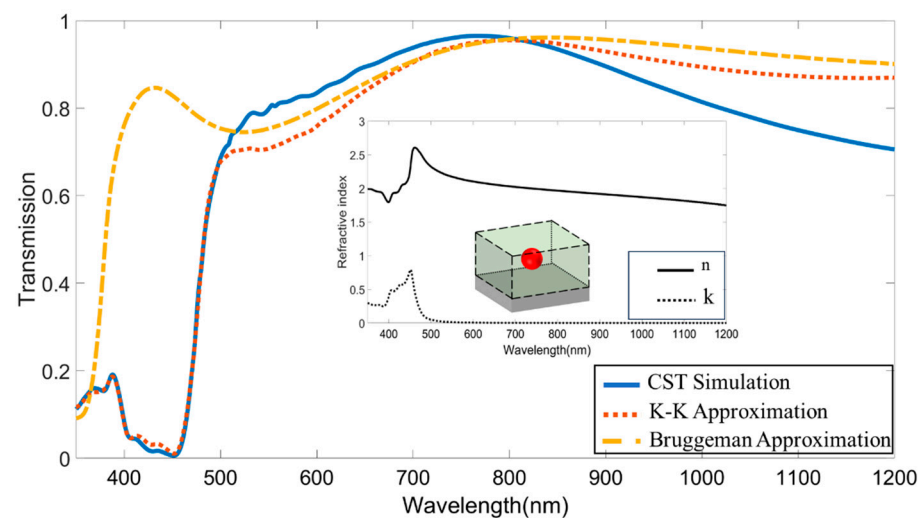 1
0.8
0.6
0.4
0.2
0
Transmission
400 500 600 700 800 900 1000 1100 1200
Wavelength(nm)
3
2.5
2
1.5
1
0.5
0
Refractive index
400 500 600 700 800 900 1000 1100 1200
Wavelength(nm)
n
k
CST Simulation
K-K Approximation
Bruggeman Approximation